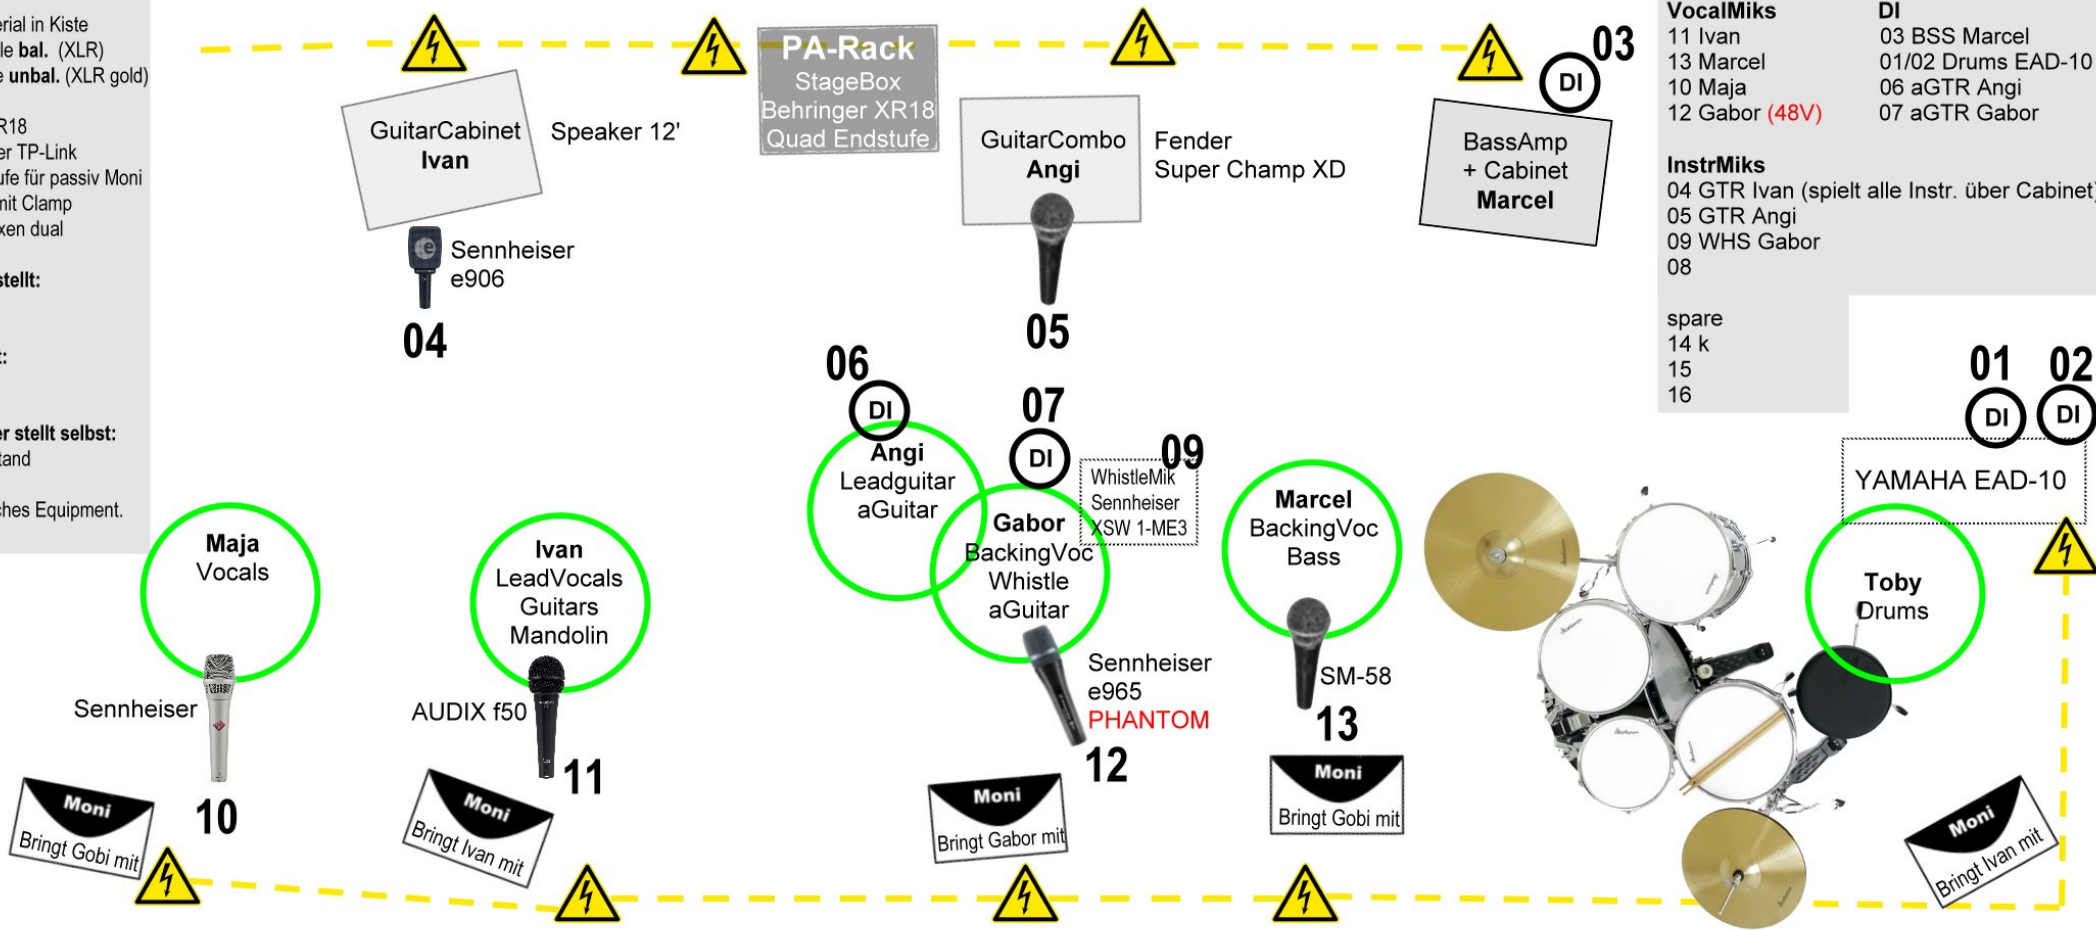 erial in Kiste
le bal. (XLR)
e unbal. (XLR gold)
R18
er TP-Link
ufe für passiv Moni
mit Clamp
xen dual
stellt:
t:
er stellt selbst:
tand
ches Equipment.
PA-Rack
StageBox
Behringer XR18
Quad Endstufe
GuitarCabinet
Ivan
Speaker 12'
Sennheiser
e906
04
GuitarCombo
Angi
Fender
Super Champ XD
05
03
DI
BassAmp
+ Cabinet
Marcel
VocalMiks
11 Ivan
13 Marcel
10 Maja
12 Gabor (48V)
DI
03 BSS Marcel
01/02 Drums EAD-10
06 aGTR Angi
07 aGTR Gabor
InstrMiks
04 GTR Ivan (spielt alle Instr. über Cabinet)
05 GTR Angi
09 WHS Gabor
08
spare
14 k
15
16
01
02
DI
DI
YAMAHA EAD-10
06
DI
Angi
Leadguitar
aGuitar
07
DI
09
WhistleMik
Sennheiser
XSW 1-ME3
Gabor
BackingVoc
Whistle
aGuitar
Marcel
BackingVoc
Bass
Toby
Drums
Maja
Vocals
Ivan
LeadVocals
Guitars
Mandolin
Sennheiser
10
AUDIX f50
11
Sennheiser
e965
PHANTOM
12
SM-58
13
Moni
Bringt Gobi mit
Moni
Bringt Ivan mit
Moni
Bringt Gabor mit
Moni
Bringt Gobi mit
Moni
Bringt Ivan mit